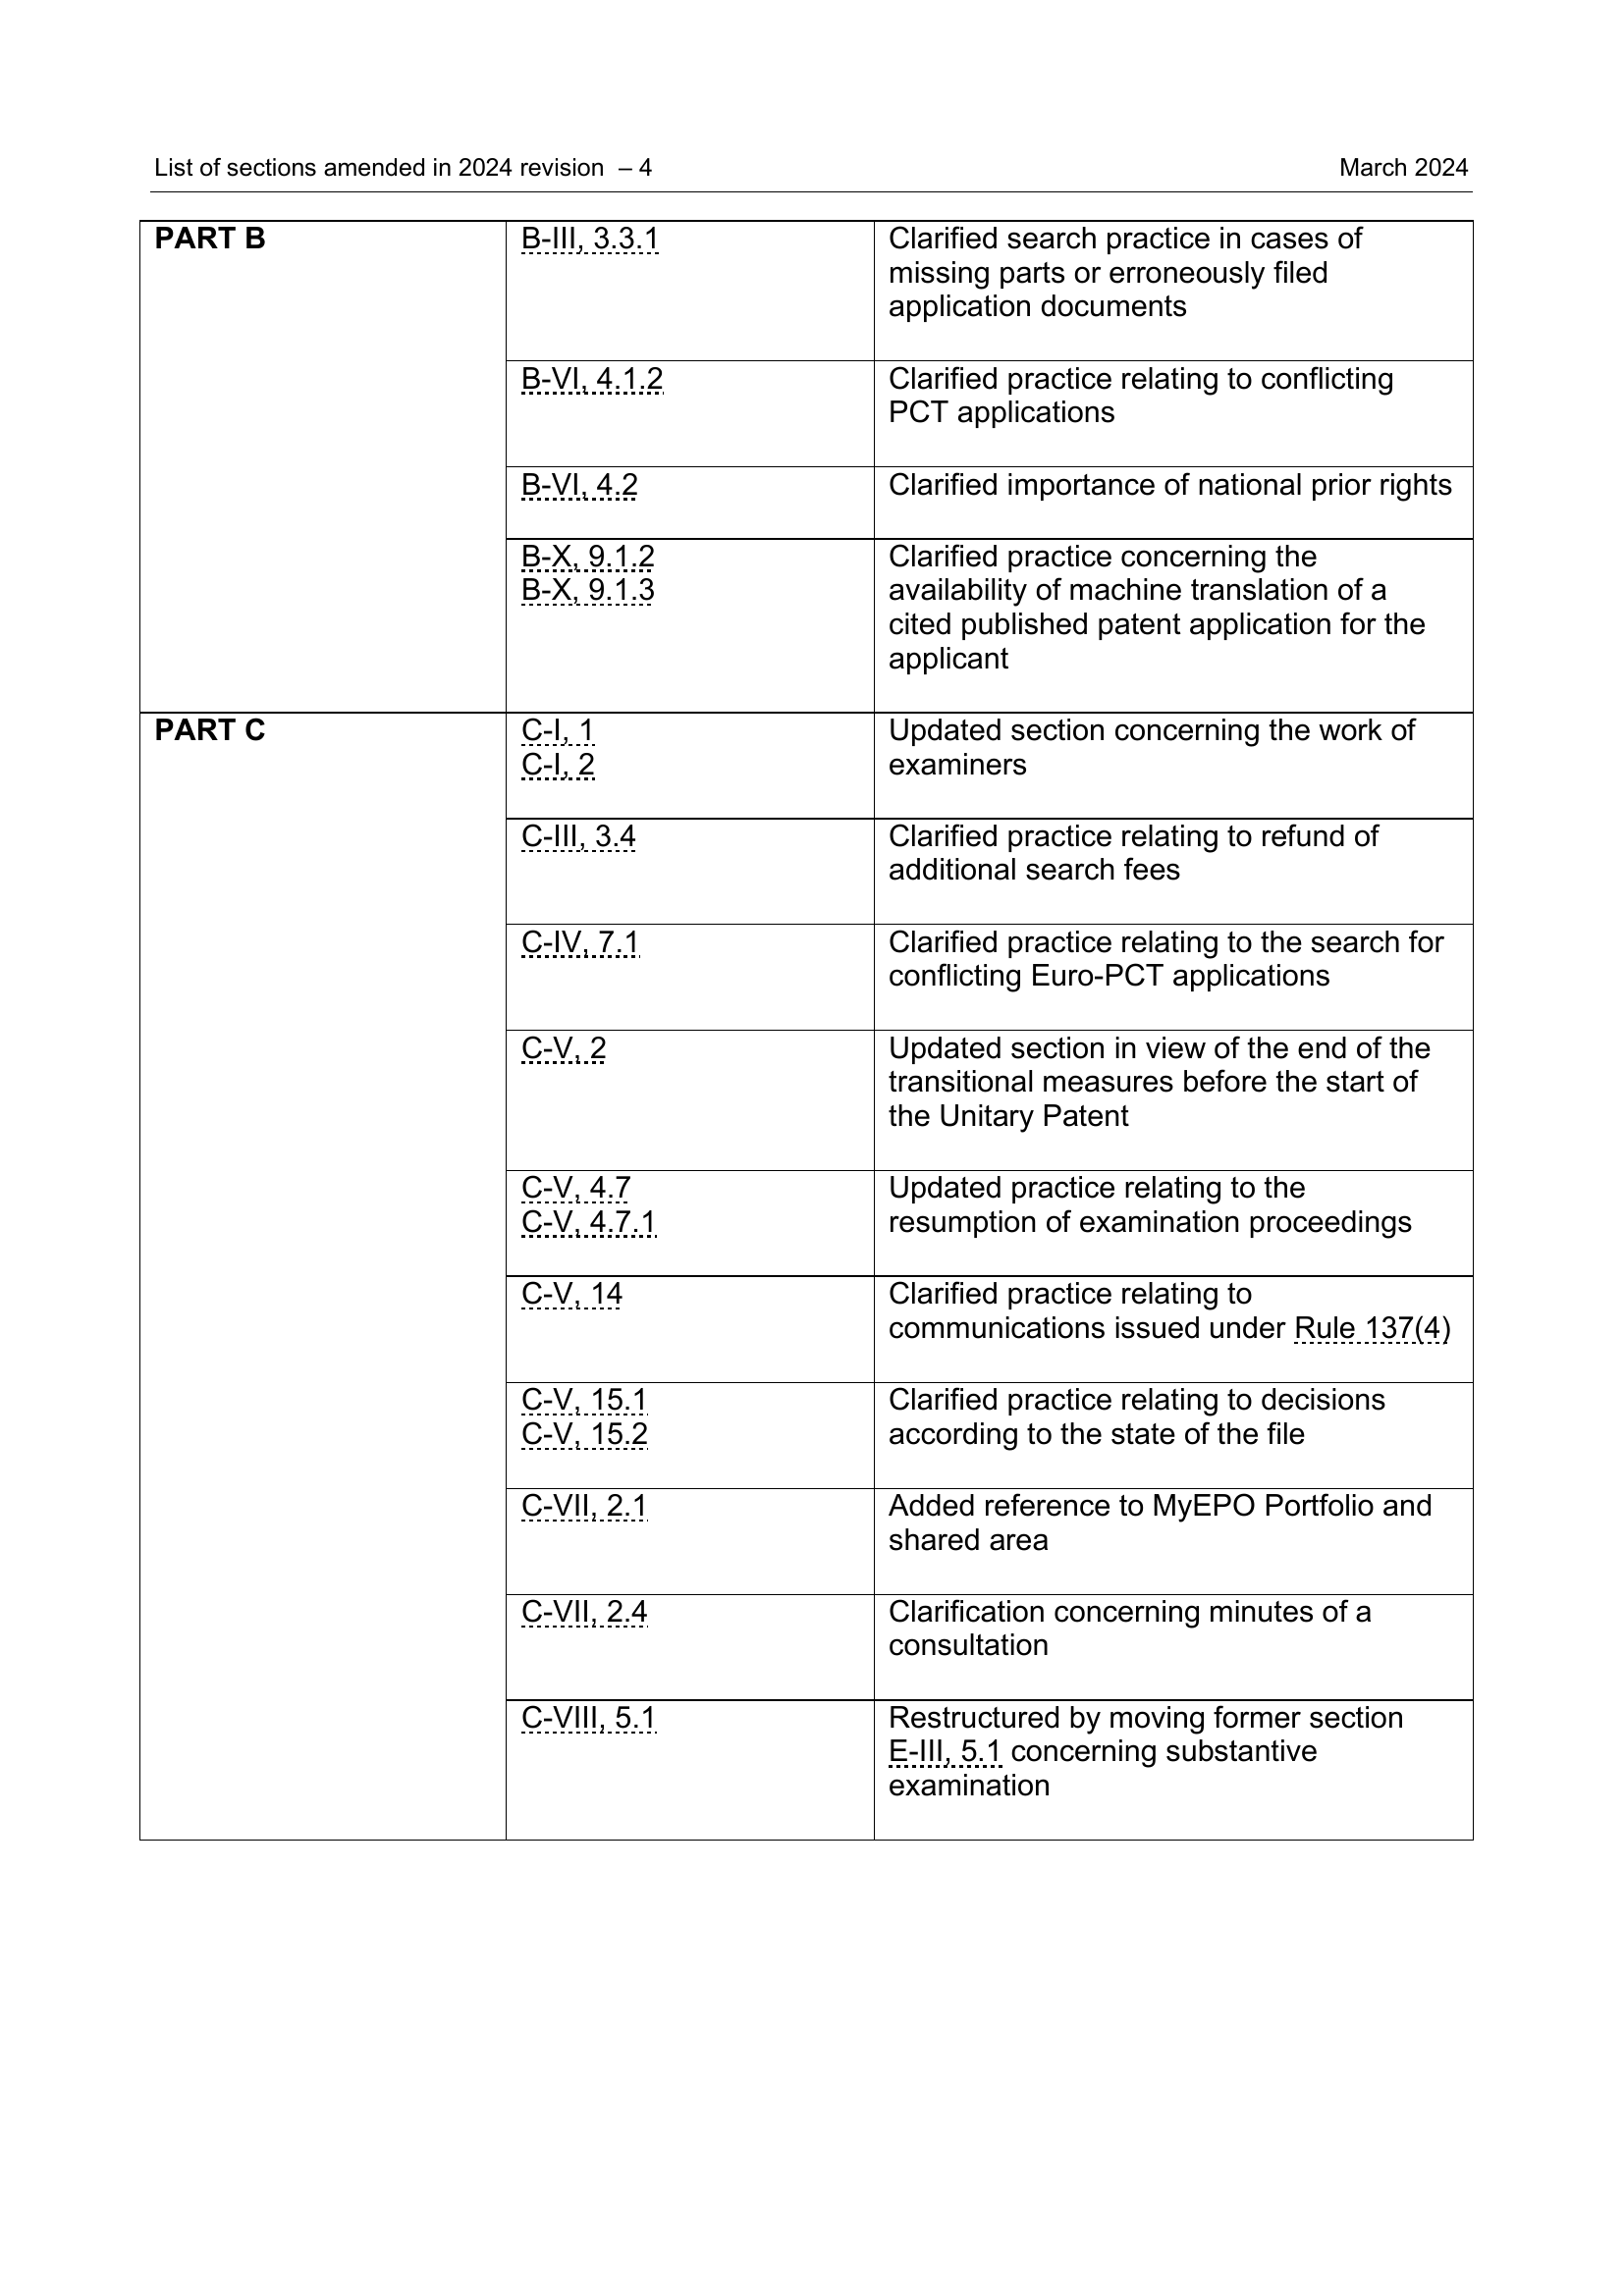 List of sections amended in 2024 revision – 4 March 2024
PART B
B-III, 3.3.1
Clarified search practice in cases of
missing parts or erroneously filed
application documents
B-VI, 4.1.2
Clarified practice relating to conflicting
PCT applications
B-VI, 4.2
Clarified importance of national prior rights
B-X, 9.1.2
B-X, 9.1.3
Clarified practice concerning the
availability of machine translation of a
cited published patent application for the
applicant
PART C
C-I, 1
C-I, 2
Updated section concerning the work of
examiners
C-III, 3.4
Clarified practice relating to refund of
additional search fees
C-IV, 7.1
Clarified practice relating to the search for
conflicting Euro-PCT applications
C-V, 2
Updated section in view of the end of the
transitional measures before the start of
the Unitary Patent
C-V, 4.7
C-V, 4.7.1
Updated practice relating to the
resumption of examination proceedings
C-V, 14
Clarified practice relating to
communications issued under Rule 137(4)
C-V, 15.1
C-V, 15.2
Clarified practice relating to decisions
according to the state of the file
C-VII, 2.1
Added reference to MyEPO Portfolio and
shared area
C-VII, 2.4
Clarification concerning minutes of a
consultation
C-VIII, 5.1
Restructured by moving former section
E-III, 5.1 concerning substantive
examination